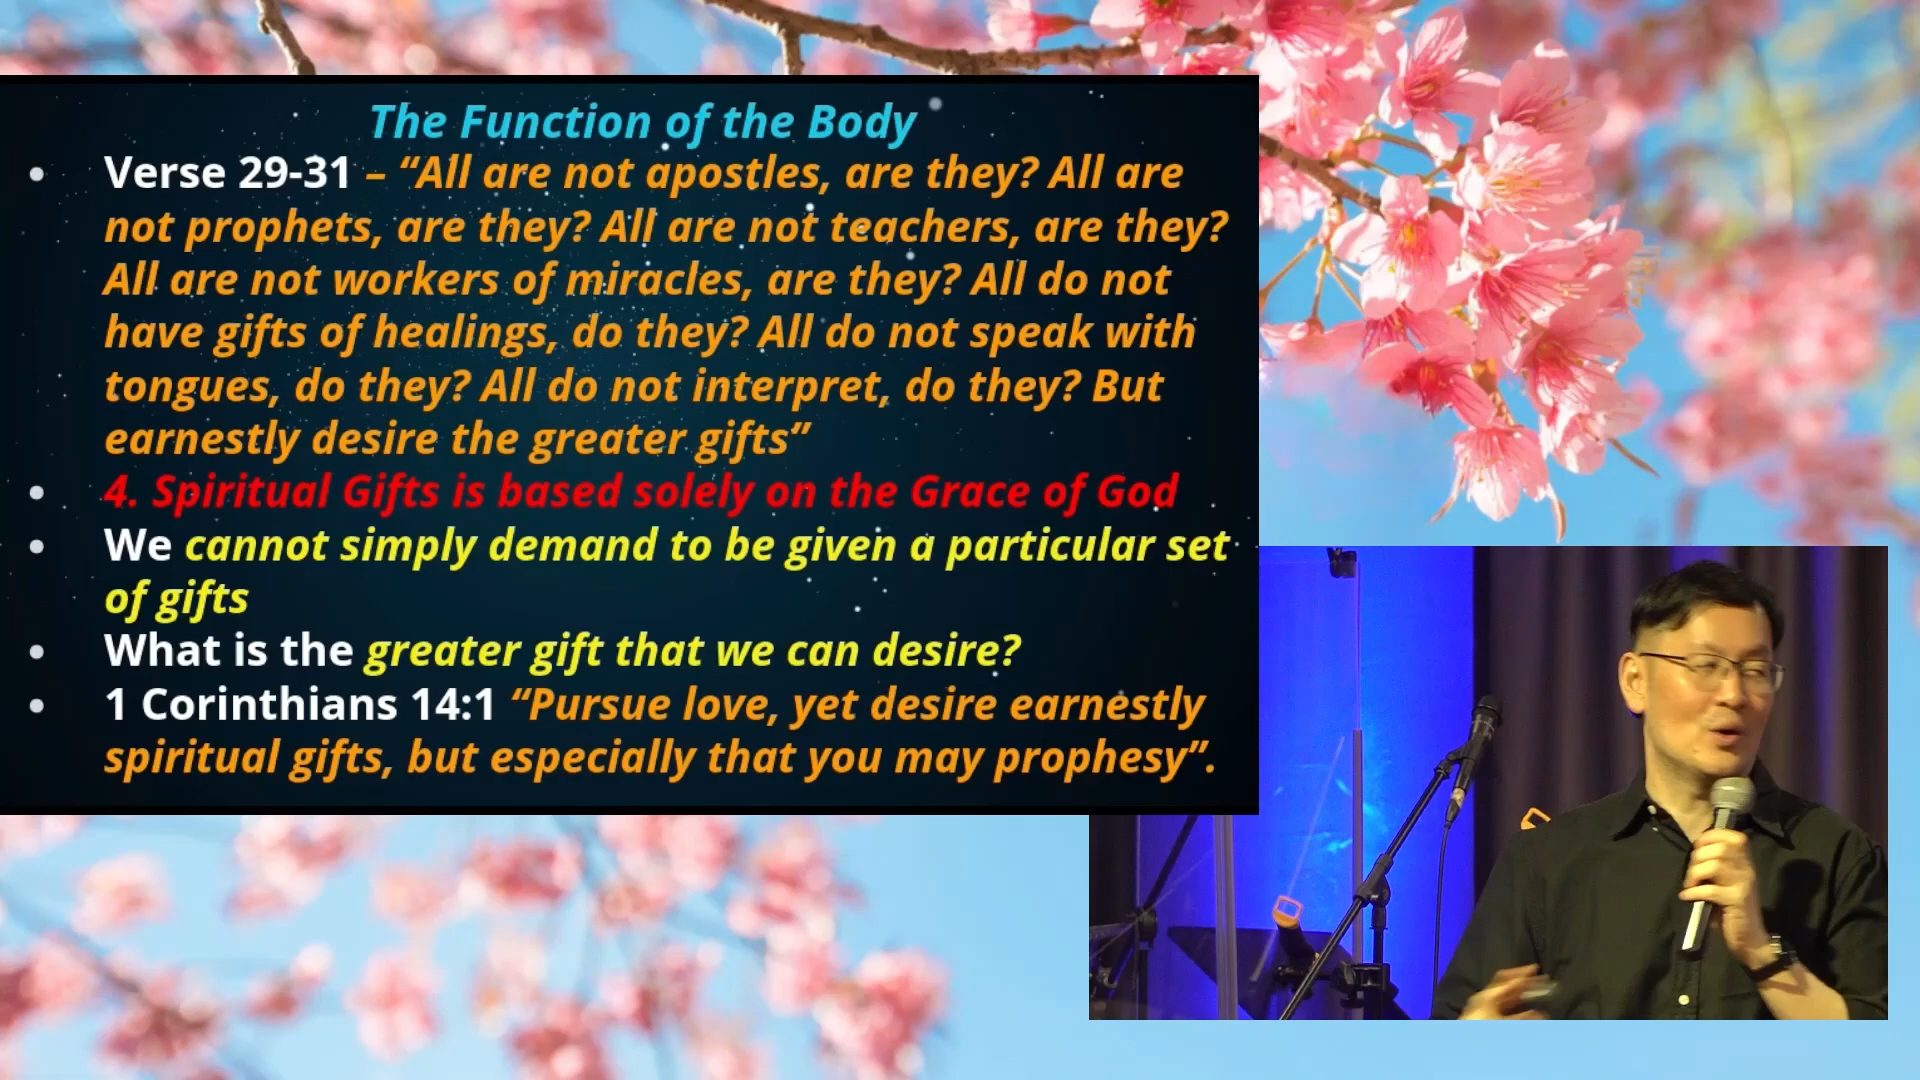 The Function of the Body
Verse 29-31 – “All are not apostles, are they? All are
not prophets, are they? All are not teachers, are they?
All are not workers of miracles, are they? All do not
have gifts of healings, do they? All do not speak with
tongues, do they? All do not interpret, do they? But
earnestly desire the greater gifts”
4. Spiritual Gifts is based solely on the Grace of God
We cannot simply demand to be given a particular set
of gifts
What is the greater gift that we can desire?
1 Corinthians 14:1 “Pursue love, yet desire earnestly
spiritual gifts, but especially that you may prophesy”.